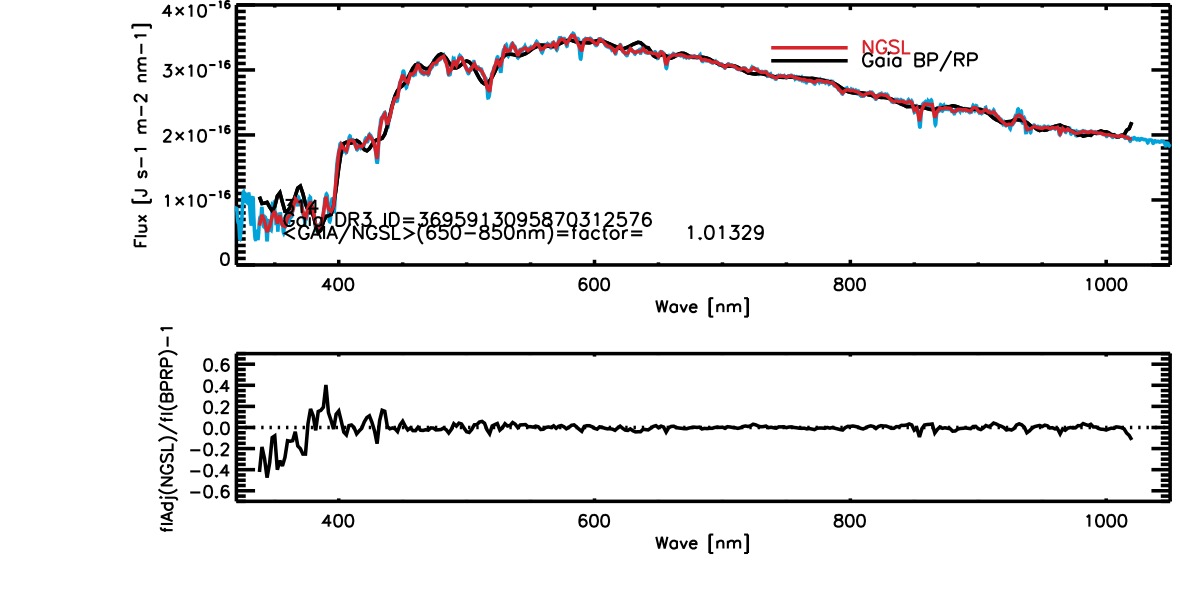 4×10−16
3×10−16
2×10−16
1×10−16
0
Flux [J s−1 m−2 nm−1]
NGSL
Gaia BP/RP
314
Gaia DR3 ID=3695913095870312576
<GAIA/NGSL>(650−850nm)=factor= 1.01329
400 600 800 1000
Wave [nm]
0.6
0.4
0.2
0.0
−0.2
−0.4
−0.6
flAdj(NGSL)/fl(BPRP)−1
400 600 800 1000
Wave [nm]